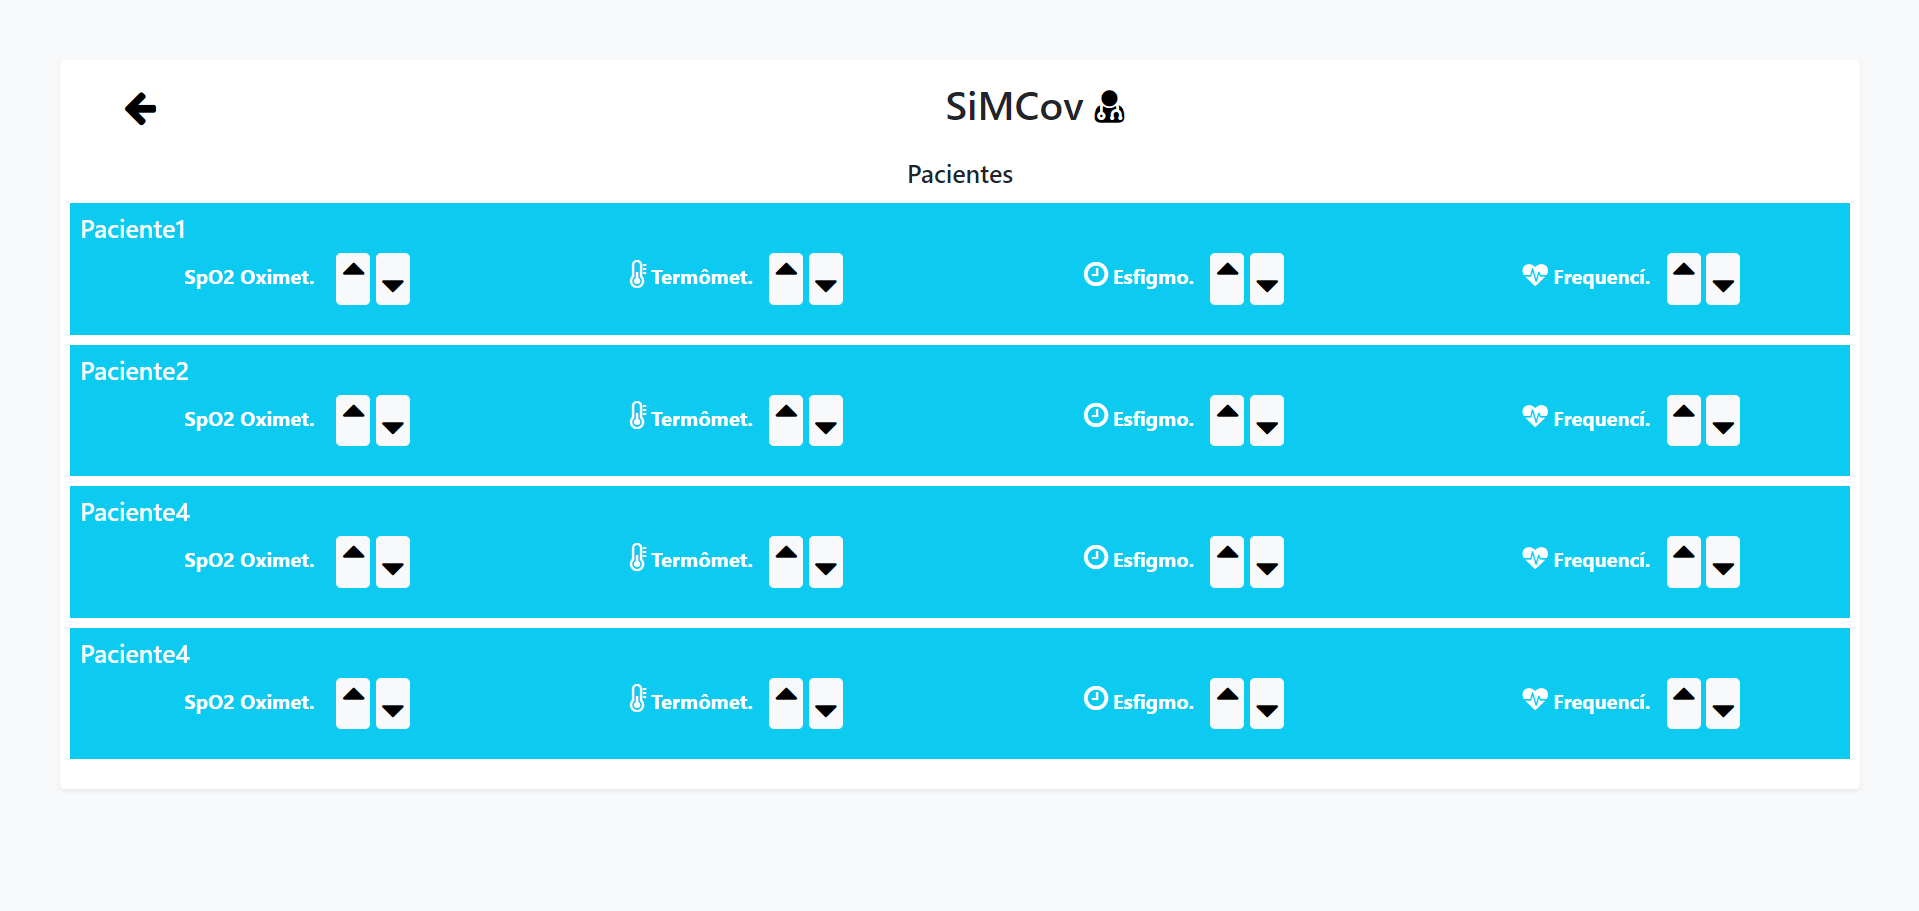 SiMCov
Pacientes
Paciente1
SpO2 Oximet. Termômet. Esfigmo. Frequencí.
Paciente2
SpO2 Oximet. Termômet. Esfigmo. Frequencí.
Paciente4
SpO2 Oximet. Termômet. Esfigmo. Frequencí.
Paciente4
SpO2 Oximet. Termômet. Esfigmo. Frequencí.